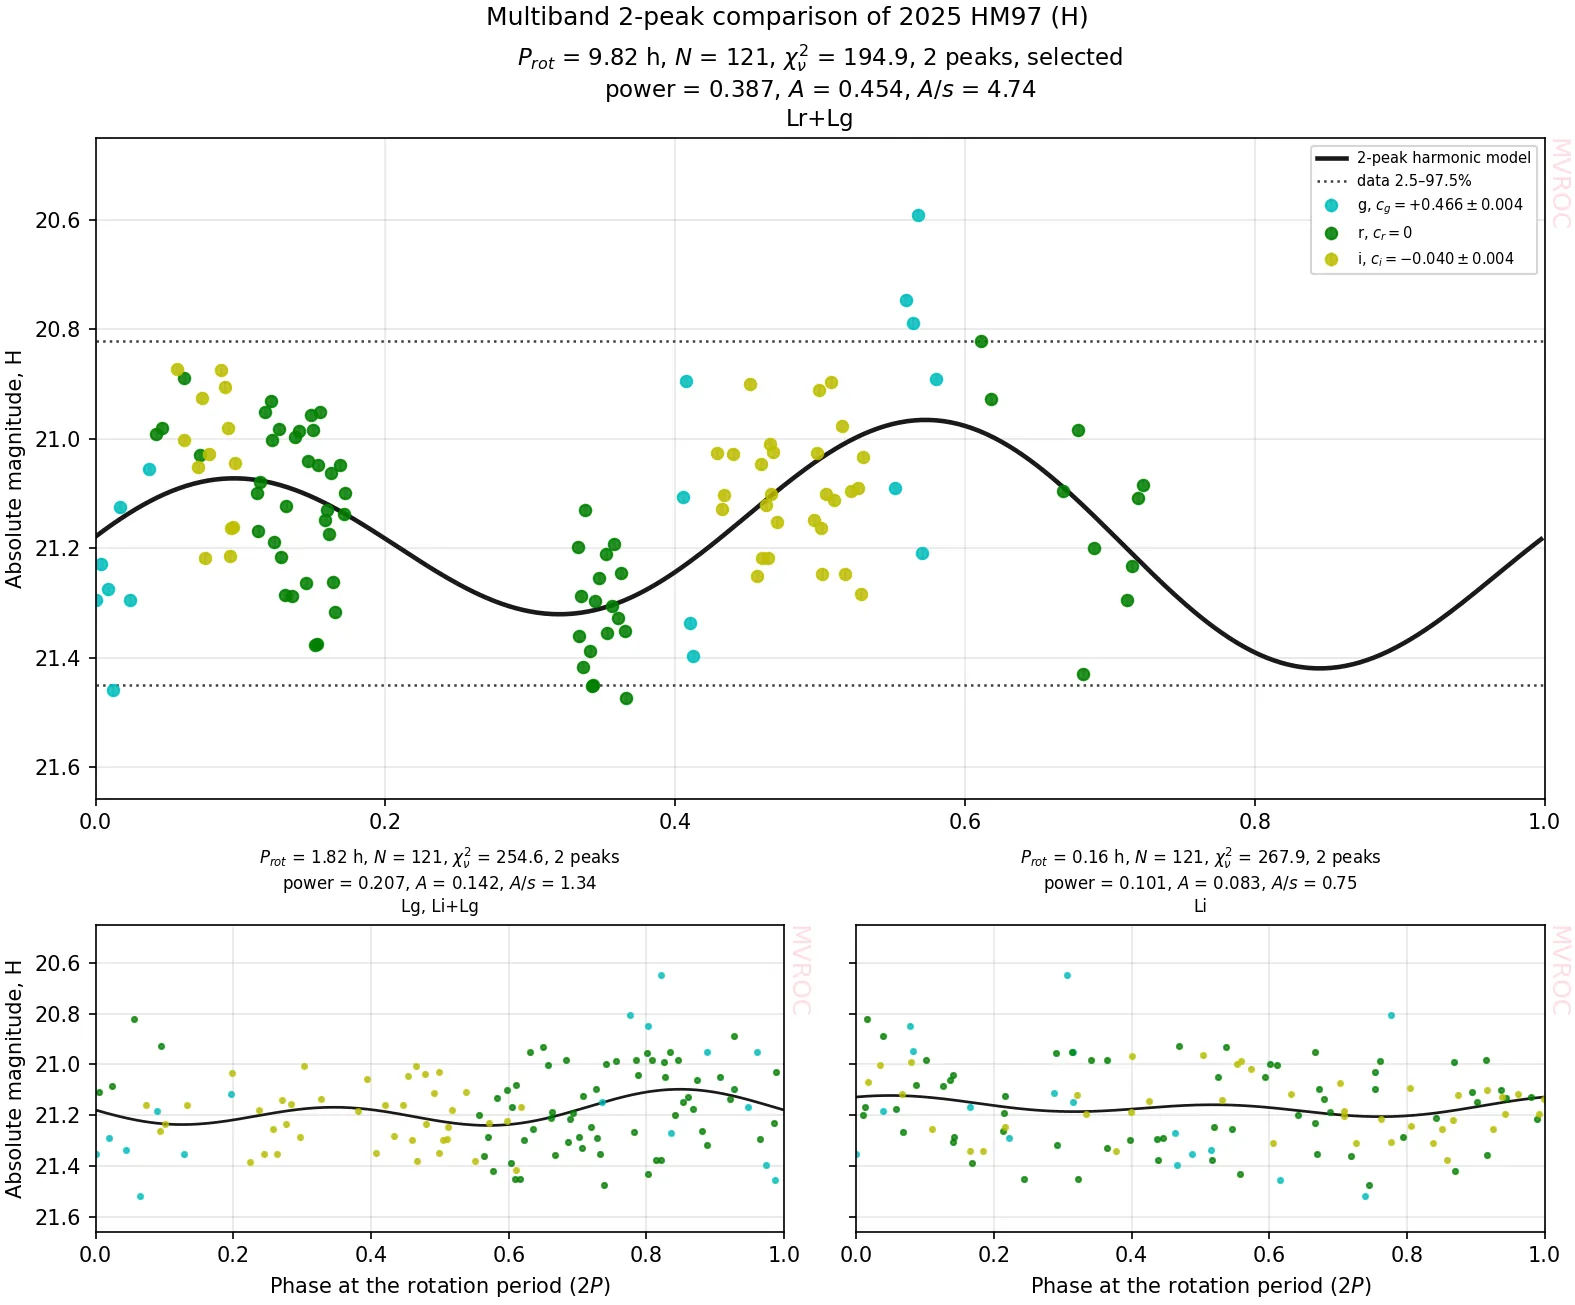 Multiband 2-peak comparison of 2025 HM97 (H)
P_rot = 9.82 h, N = 121, χ²_ν = 194.9, 2 peaks, selected
power = 0.387, A = 0.454, A/s = 4.74
Lr+Lg
2-peak harmonic model
data 2.5–97.5%
g, c_g = +0.466 ± 0.004
r, c_r = 0
i, c_i = −0.040 ± 0.004
MVROC
Absolute magnitude, H
20.6
20.8
21.0
21.2
21.4
21.6
0.0 0.2 0.4 0.6 0.8 1.0
P_rot = 1.82 h, N = 121, χ²_ν = 254.6, 2 peaks
power = 0.207, A = 0.142, A/s = 1.34
Lg, Li+Lg
MVROC
Absolute magnitude, H
20.6
20.8
21.0
21.2
21.4
21.6
0.0 0.2 0.4 0.6 0.8 1.0
Phase at the rotation period (2P)
P_rot = 0.16 h, N = 121, χ²_ν = 267.9, 2 peaks
power = 0.101, A = 0.083, A/s = 0.75
Li
MVROC
0.0 0.2 0.4 0.6 0.8 1.0
Phase at the rotation period (2P)